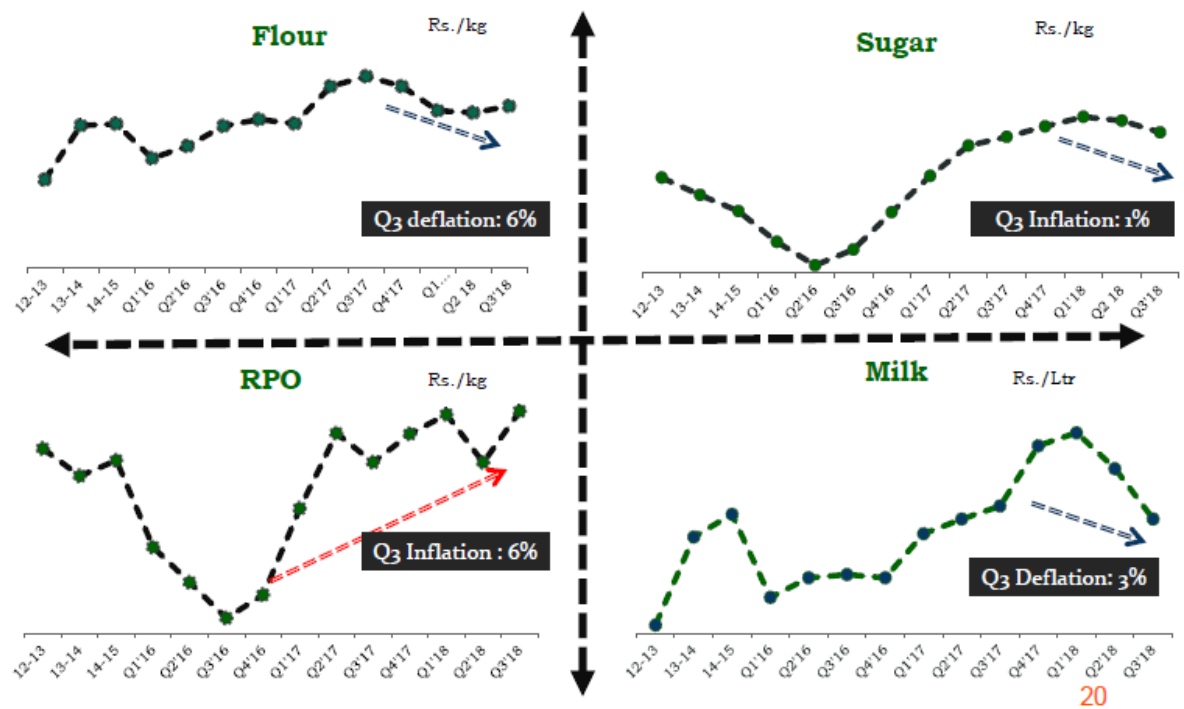 Flour
Rs./kg
Q3 deflation: 6%
12-13
13-14
14-15
Q1'16
Q2'16
Q3'16
Q4'16
Q1'17
Q2'17
Q3'17
Q4'17
Q1...
Q2 18
Q3'18
Sugar
Rs./kg
Q3 Inflation: 1%
12-13
13-14
14-15
Q1'16
Q2'16
Q3'16
Q4'16
Q1'17
Q2'17
Q3'17
Q4'17
Q1'18
Q2 18
Q3'18
RPO
Rs./kg
Q3 Inflation : 6%
12-13
13-14
14-15
Q1'16
Q2'16
Q3'16
Q4'16
Q1'17
Q2'17
Q3'17
Q4'17
Q1'18
Q2'18
Q3'18
Milk
Rs./Ltr
Q3 Deflation: 3%
12-13
13-14
14-15
Q1'16
Q2'16
Q3'16
Q4'16
Q1'17
Q2'17
Q3'17
Q4'17
Q1'18
Q2'18
Q3'18
20